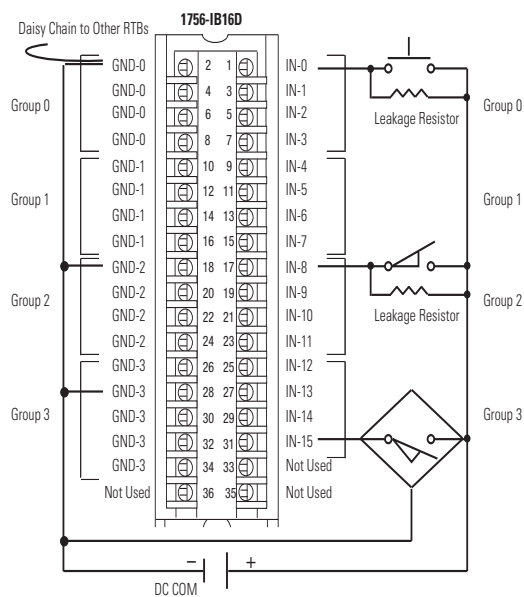 1756-IB16D
Daisy Chain to Other RTBs
GND-0 2 1 IN-0
GND-0 4 3 IN-1
GND-0 6 5 IN-2
GND-0 8 7 IN-3
GND-1 10 9 IN-4
GND-1 12 11 IN-5
GND-1 14 13 IN-6
GND-1 16 15 IN-7
GND-2 18 17 IN-8
GND-2 20 19 IN-9
GND-2 22 21 IN-10
GND-2 24 23 IN-11
GND-3 26 25 IN-12
GND-3 28 27 IN-13
GND-3 30 29 IN-14
GND-3 32 31 IN-15
GND-3 34 33 Not Used
Not Used 36 35 Not Used
Group 0
Group 1
Group 2
Group 3
Leakage Resistor
Group 0
Group 1
Group 2
Leakage Resistor
Group 3
– +
DC COM